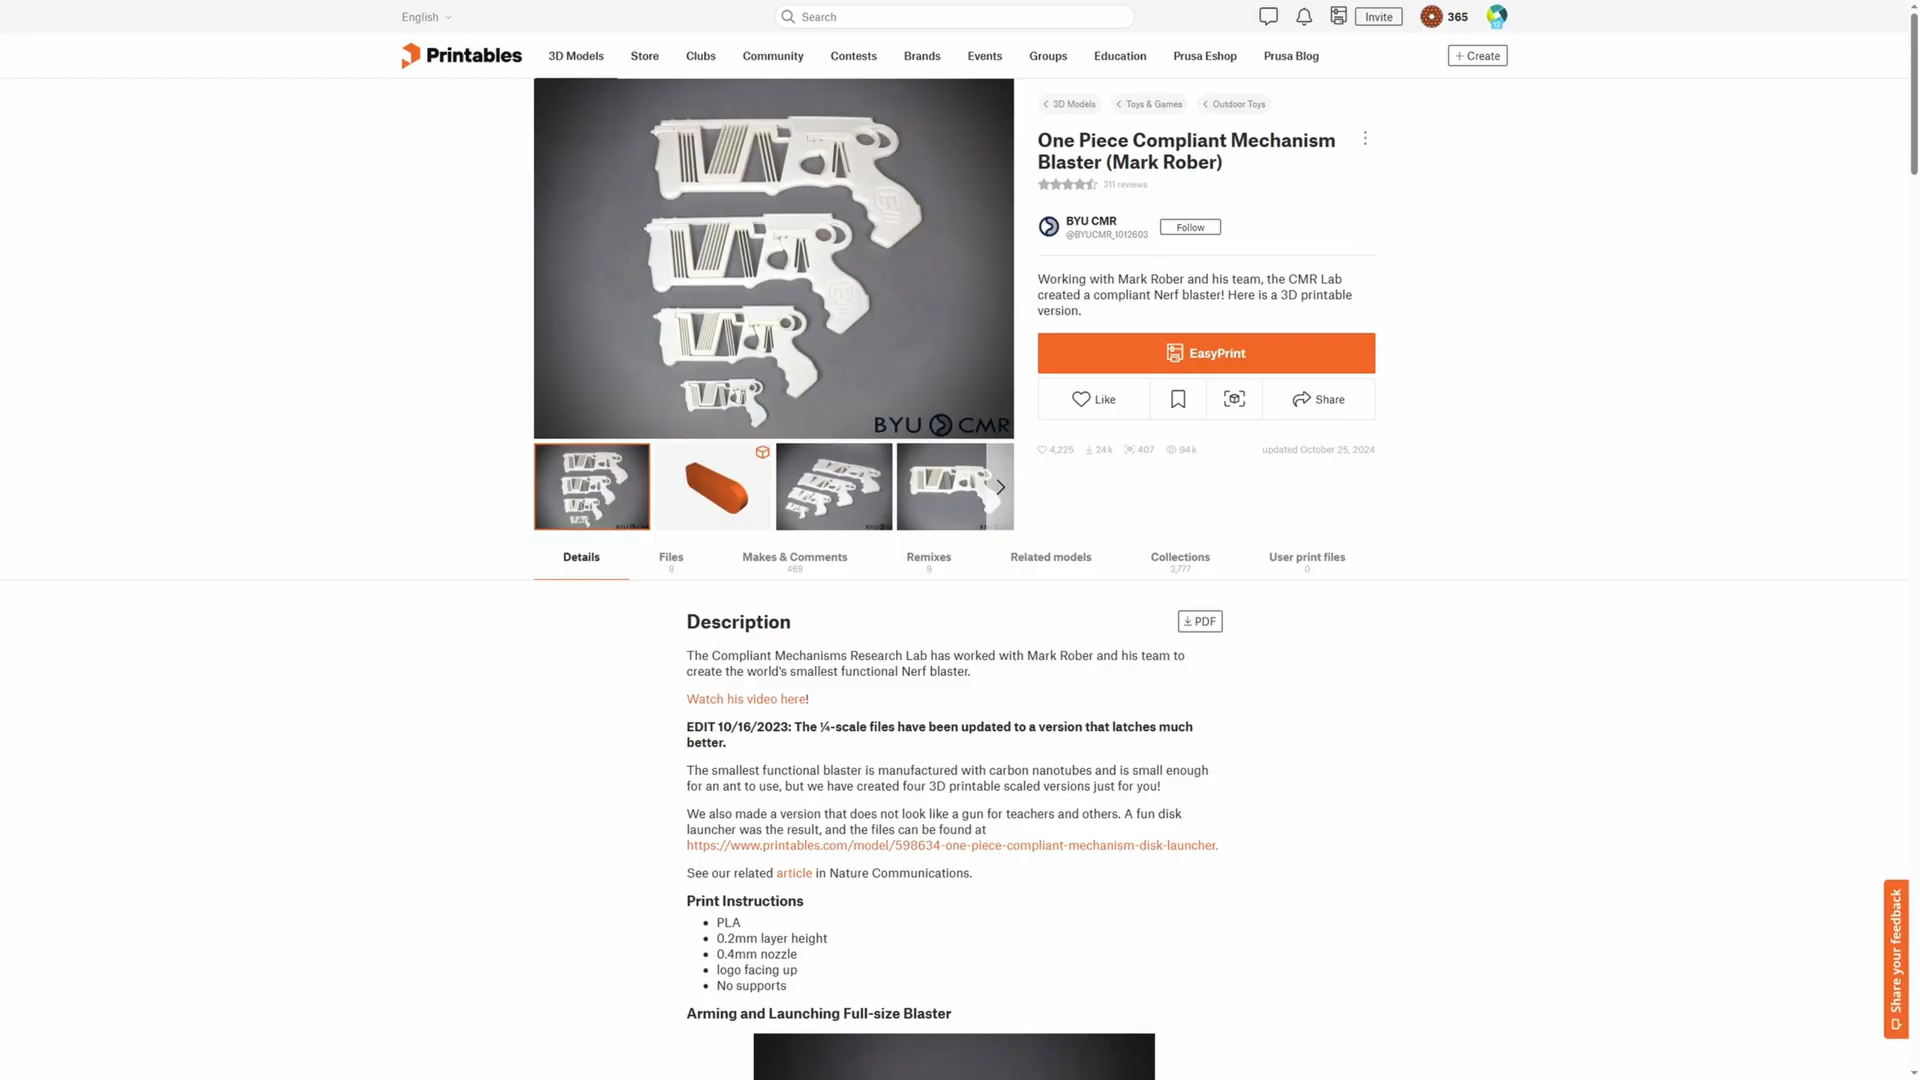 English
Search
Invite
365
Printables
3D Models
Store
Clubs
Community
Contests
Brands
Events
Groups
Education
Prusa Eshop
Prusa Blog
+ Create
3D Models
Toys & Games
Outdoor Toys
One Piece Compliant Mechanism
Blaster (Mark Rober)
311 reviews
BYU CMR
@BYUCMR_1012603
Follow
Working with Mark Rober and his team, the CMR Lab
created a compliant Nerf blaster! Here is a 3D printable
version.
EasyPrint
Like
Share
4,225
24k
407
94k
updated October 25, 2024
BYU CMR
Details
Files
8
Makes & Comments
469
Remixes
9
Related models
Collections
3,777
User print files
0
Description
PDF
The Compliant Mechanisms Research Lab has worked with Mark Rober and his team to
create the world's smallest functional Nerf blaster.
Watch his video here!
EDIT 10/16/2023: The ¼-scale files have been updated to a version that latches much
better.
The smallest functional blaster is manufactured with carbon nanotubes and is small enough
for an ant to use, but we have created four 3D printable scaled versions just for you!
We also made a version that does not look like a gun for teachers and others. A fun disk
launcher was the result, and the files can be found at
https://www.printables.com/model/598634-one-piece-compliant-mechanism-disk-launcher.
See our related article in Nature Communications.
Print Instructions
• PLA
• 0.2mm layer height
• 0.4mm nozzle
• logo facing up
• No supports
Arming and Launching Full-size Blaster
Share your feedback